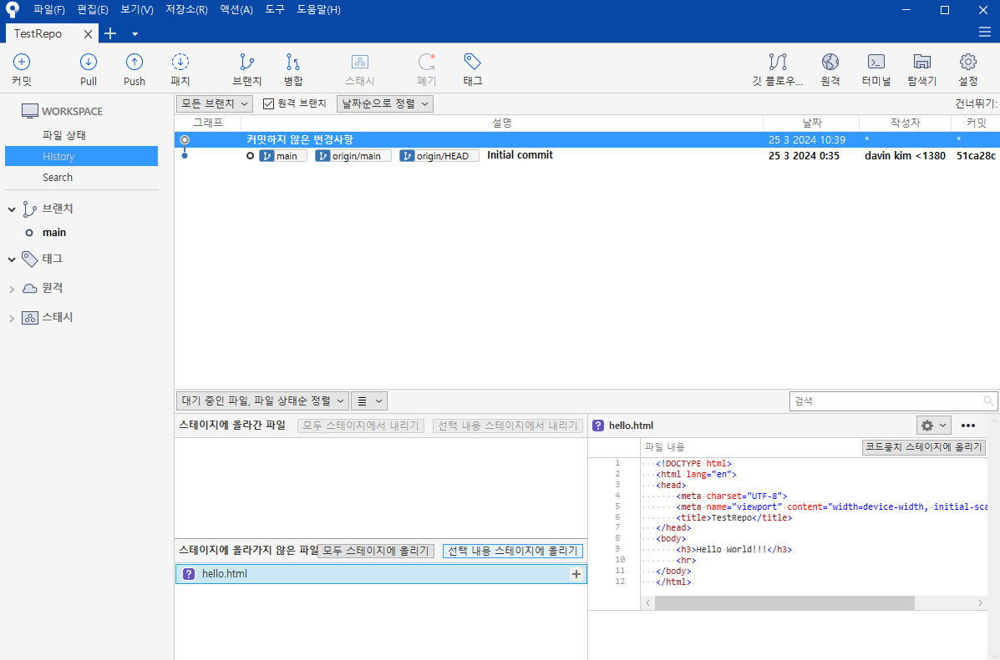 파일(F) 편집(E) 보기(V) 저장소(R) 액션(A) 도구 도움말(H)
TestRepo
커밋 Pull Push 패치 브랜치 병합 스태시 폐기 태그 깃 플로우... 원격 터미널 탐색기 설정
WORKSPACE
파일 상태
History
Search
브랜치
main
태그
원격
스태시
모든 브랜치 원격 브랜치 날짜순으로 정렬 건너뛰기:
그래프 설명 날짜 작성자 커밋
커밋하지 않은 변경사항 25 3 2024 10:39 * *
main origin/main origin/HEAD Initial commit 25 3 2024 0:35 davin kim <1380 51ca28c
대기 중인 파일, 파일 상태순 정렬 검색
스테이지에 올라간 파일 모두 스테이지에서 내리기 선택 내용 스테이지에서 내리기
스테이지에 올라가지 않은 파일 모두 스테이지에 올리기 선택 내용 스테이지에 올리기
? hello.html +
? hello.html
파일 내용 코드뭉치 스테이지에 올리기
1 <!DOCTYPE html>
2 <html lang="en">
3 <head>
4 <meta charset="UTF-8">
5 <meta name="viewport" content="width=device-width, initial-sca
6 <title>TestRepo</title>
7 </head>
8 <body>
9 <h3>Hello World!!!</h3>
10 <hr>
11 </body>
12 </html>